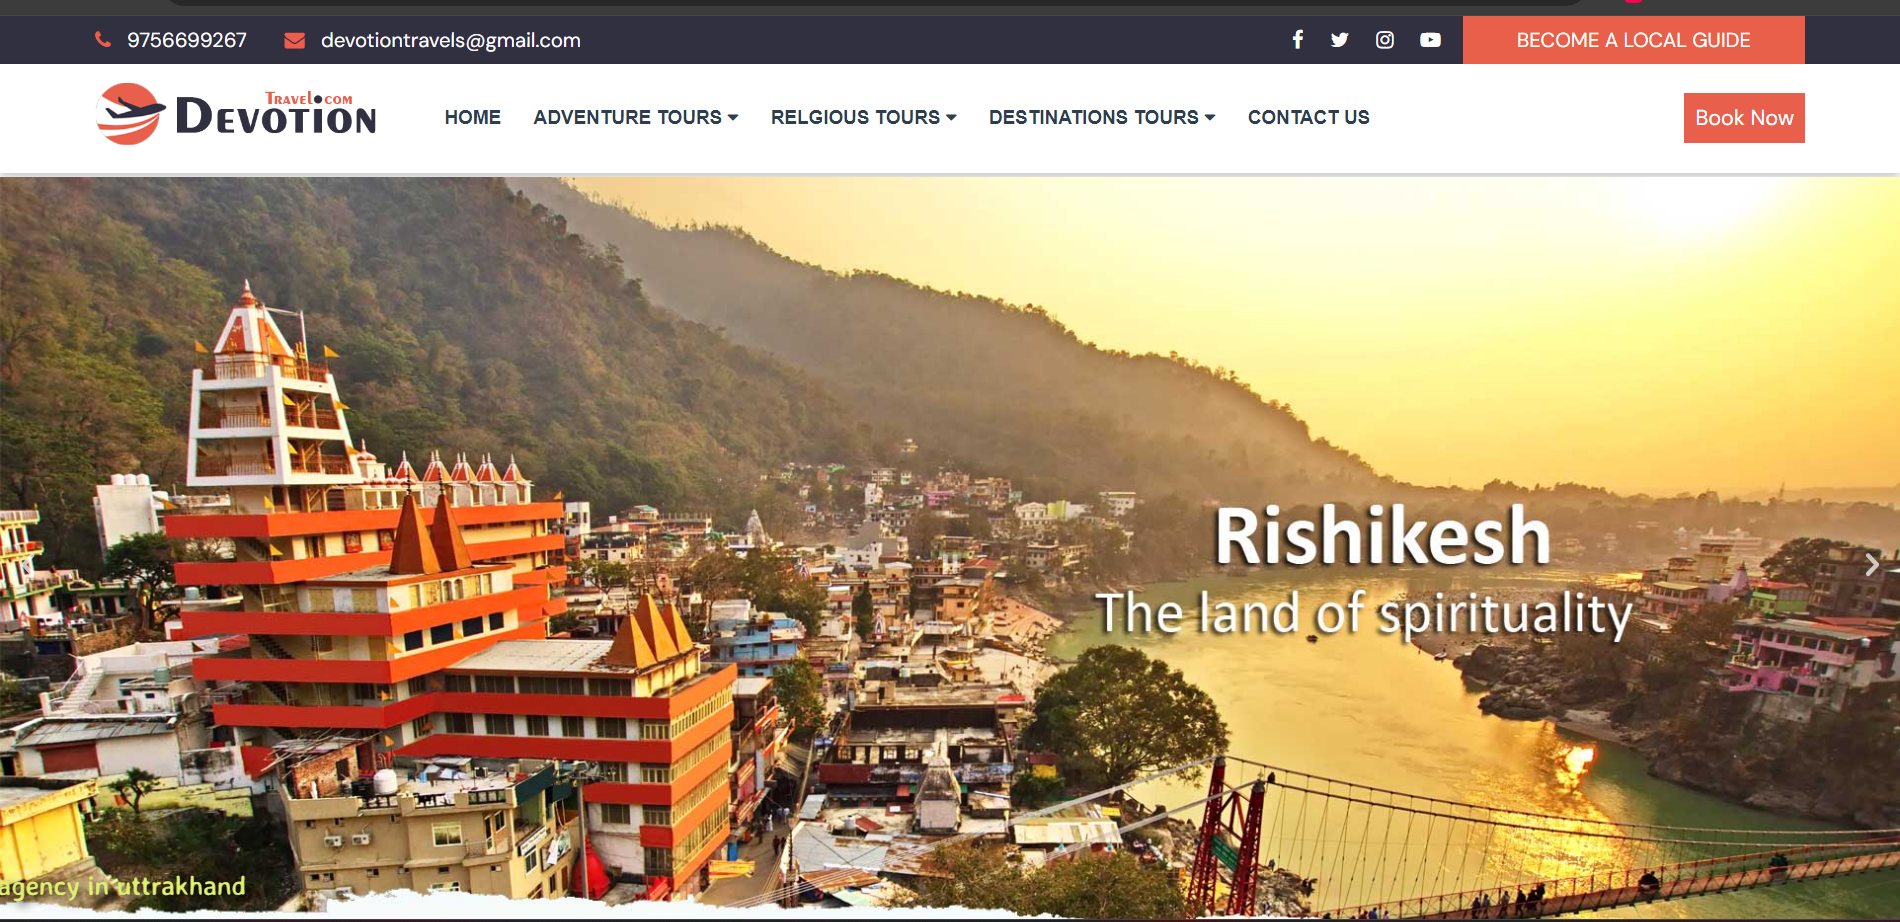 9756699267 devotiontravels@gmail.com BECOME A LOCAL GUIDE
TRAVEL.COM
DEVOTION
HOME ADVENTURE TOURS RELGIOUS TOURS DESTINATIONS TOURS CONTACT US Book Now
Rishikesh
The land of spirituality
agency in uttrakhand